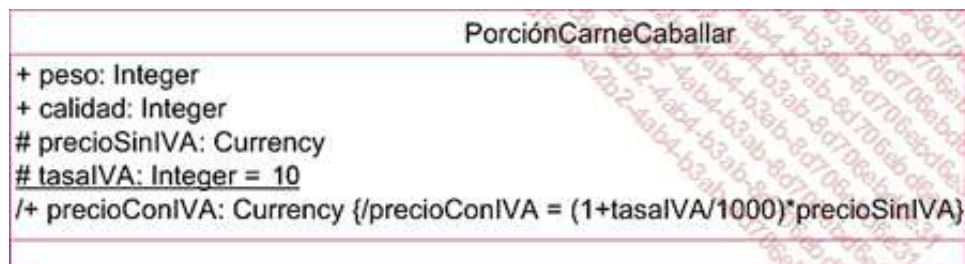 PorciónCarneCaballar
+ peso: Integer
+ calidad: Integer
# precioSinIVA: Currency
# tasaIVA: Integer = 10
/+ precioConIVA: Currency {/precioConIVA = (1+tasaIVA/1000)*precioSinIVA}